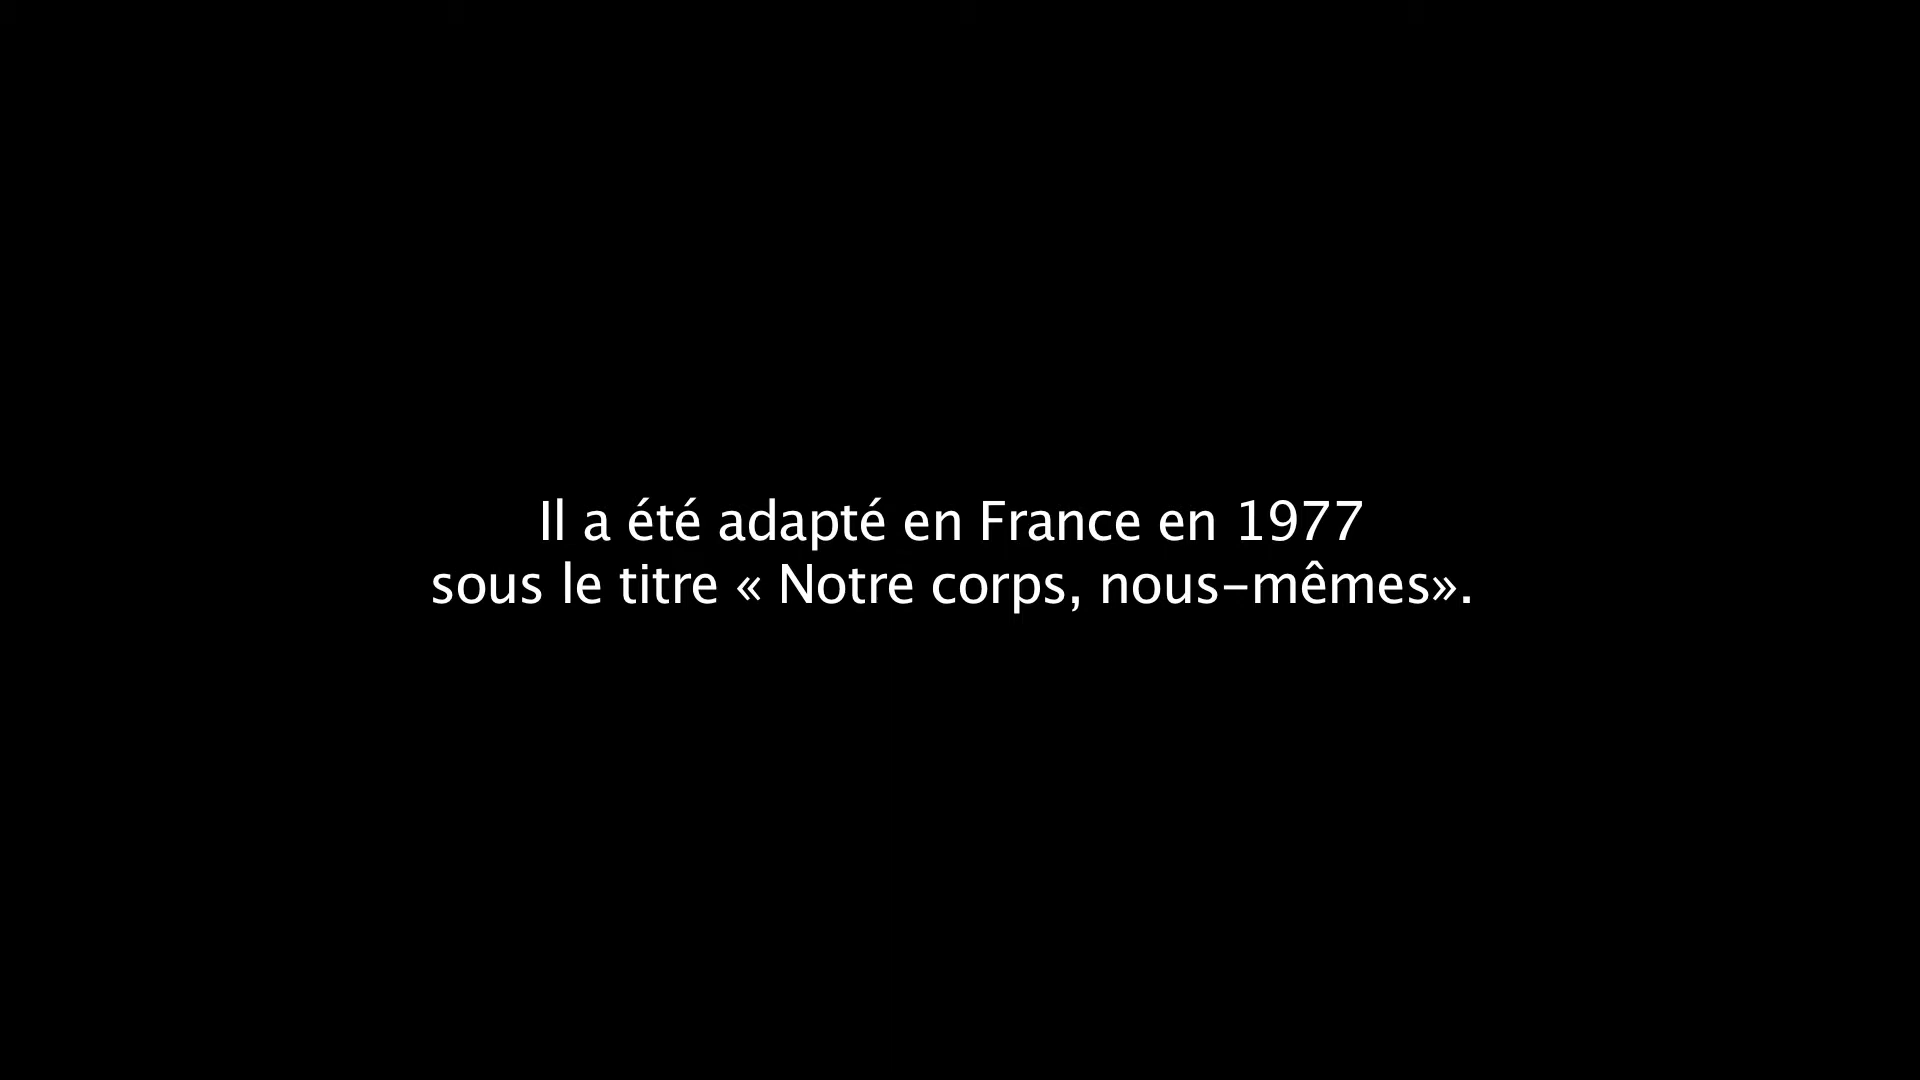 Il a été adapté en France en 1977
sous le titre « Notre corps, nous-mêmes».